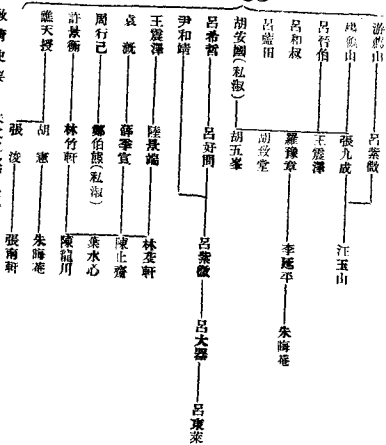 游廌山　呂紫微
龜山　張九成　汪玉山
呂晉伯　王震澤
呂和叔　羅豫章　李延平　朱晦菴
呂藍田　胡致堂
胡安國(私淑)　胡五峯
呂希哲　呂好問　呂紫微　呂大器　呂東萊
尹和靖
王震澤　陸景端　林艾軒
袁溉　薛季宣　陳止齋
周行己　鄭伯熊(私淑)　葉水心
許景衡　林竹軒　陳龍川
譙天授　胡憲　朱晦菴
張浚　張南軒